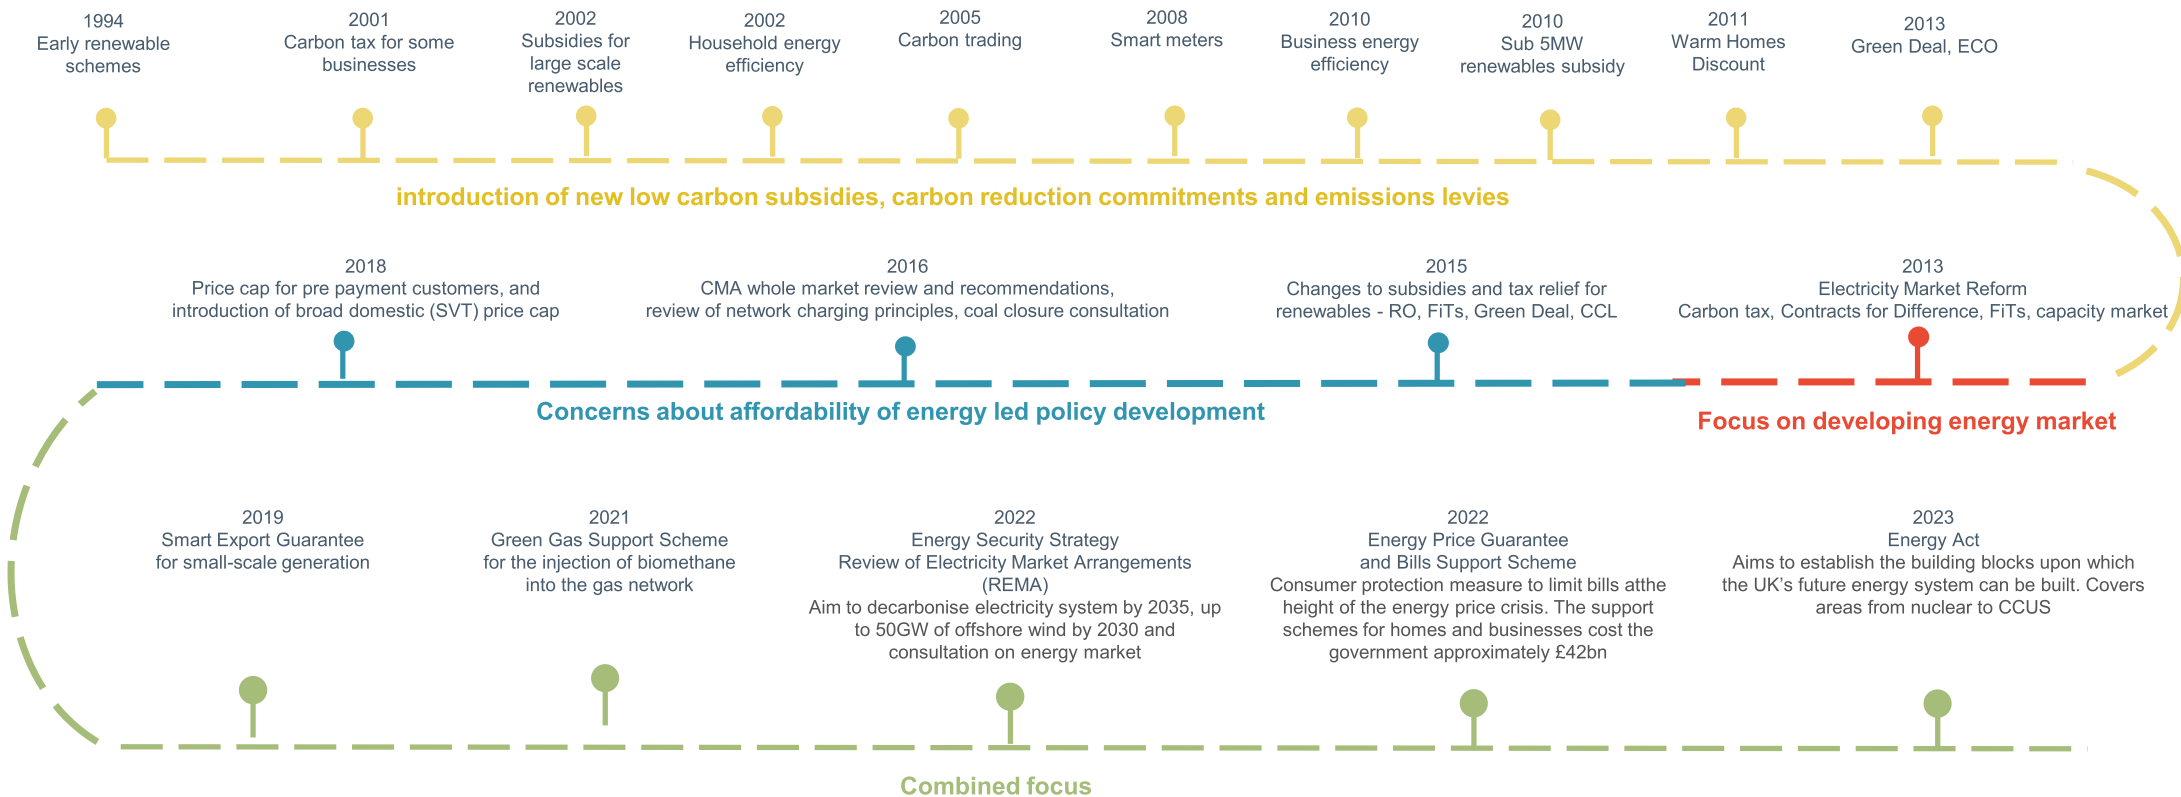 1994
Early renewable
schemes
2001
Carbon tax for some
businesses
2002
Subsidies for
large scale
renewables
2002
Household energy
efficiency
2005
Carbon trading
2008
Smart meters
2010
Business energy
efficiency
2010
Sub 5MW
renewables subsidy
2011
Warm Homes
Discount
2013
Green Deal, ECO
introduction of new low carbon subsidies, carbon reduction commitments and emissions levies
2013
Electricity Market Reform
Carbon tax, Contracts for Difference, FiTs, capacity market
Focus on developing energy market
2015
Changes to subsidies and tax relief for
renewables - RO, FiTs, Green Deal, CCL
2016
CMA whole market review and recommendations,
review of network charging principles, coal closure consultation
2018
Price cap for pre payment customers, and
introduction of broad domestic (SVT) price cap
Concerns about affordability of energy led policy development
2019
Smart Export Guarantee
for small-scale generation
2021
Green Gas Support Scheme
for the injection of biomethane
into the gas network
2022
Energy Security Strategy
Review of Electricity Market Arrangements
(REMA)
Aim to decarbonise electricity system by 2035, up
to 50GW of offshore wind by 2030 and
consultation on energy market
2022
Energy Price Guarantee
and Bills Support Scheme
Consumer protection measure to limit bills atthe
height of the energy price crisis. The support
schemes for homes and businesses cost the
government approximately £42bn
2023
Energy Act
Aims to establish the building blocks upon which
the UK's future energy system can be built. Covers
areas from nuclear to CCUS
Combined focus